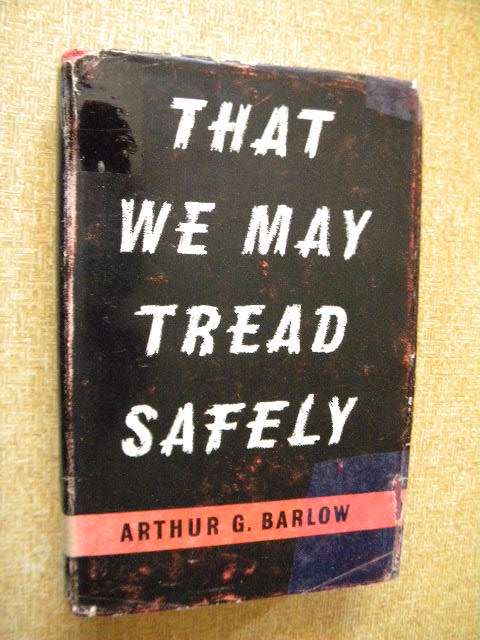 THAT
WE MAY
TREAD
SAFELY
ARTHUR G. BARLOW